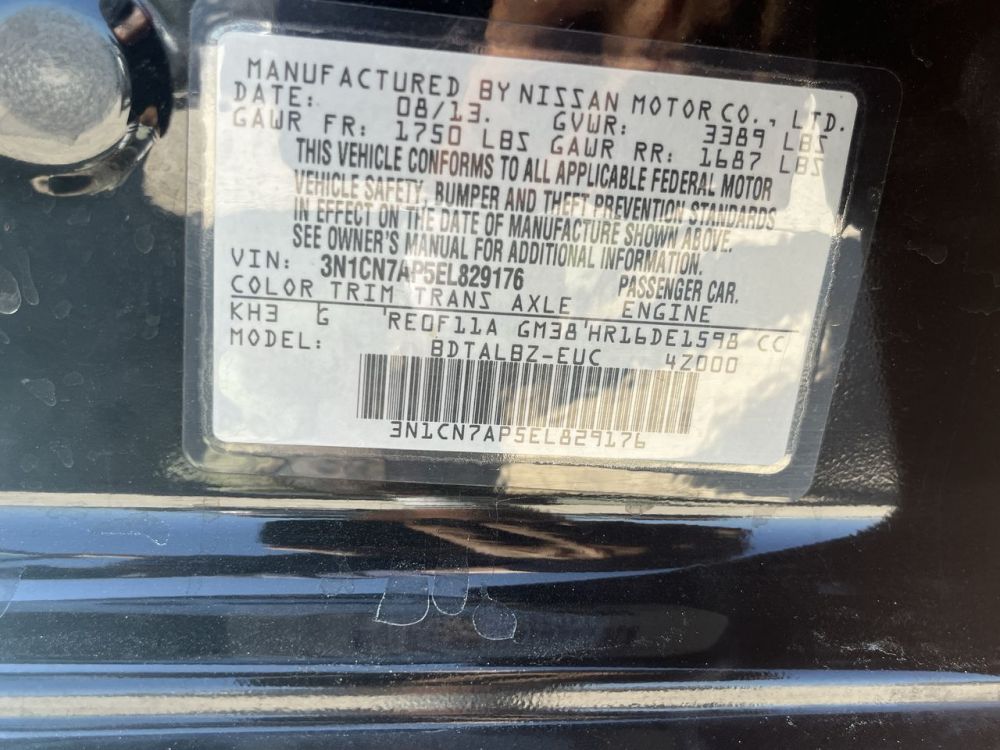 MANUFACTURED BY NISSAN MOTOR CO., LTD.
DATE: 08/13. GVWR: 3389 LBS
GAWR FR: 1750 LBS GAWR RR: 1687 LBS
THIS VEHICLE CONFORMS TO ALL APPLICABLE FEDERAL MOTOR
VEHICLE SAFETY, BUMPER AND THEFT PREVENTION STANDARDS
IN EFFECT ON THE DATE OF MANUFACTURE SHOWN ABOVE.
SEE OWNER'S MANUAL FOR ADDITIONAL INFORMATION.
VIN: 3N1CN7AP5EL829176 PASSENGER CAR.
COLOR TRIM TRANS AXLE ENGINE
KH3 G RE0F11A GM38 HR16DE1598 CC
MODEL: BDTALBZ-EUC 4Z000
3N1CN7AP5EL829176